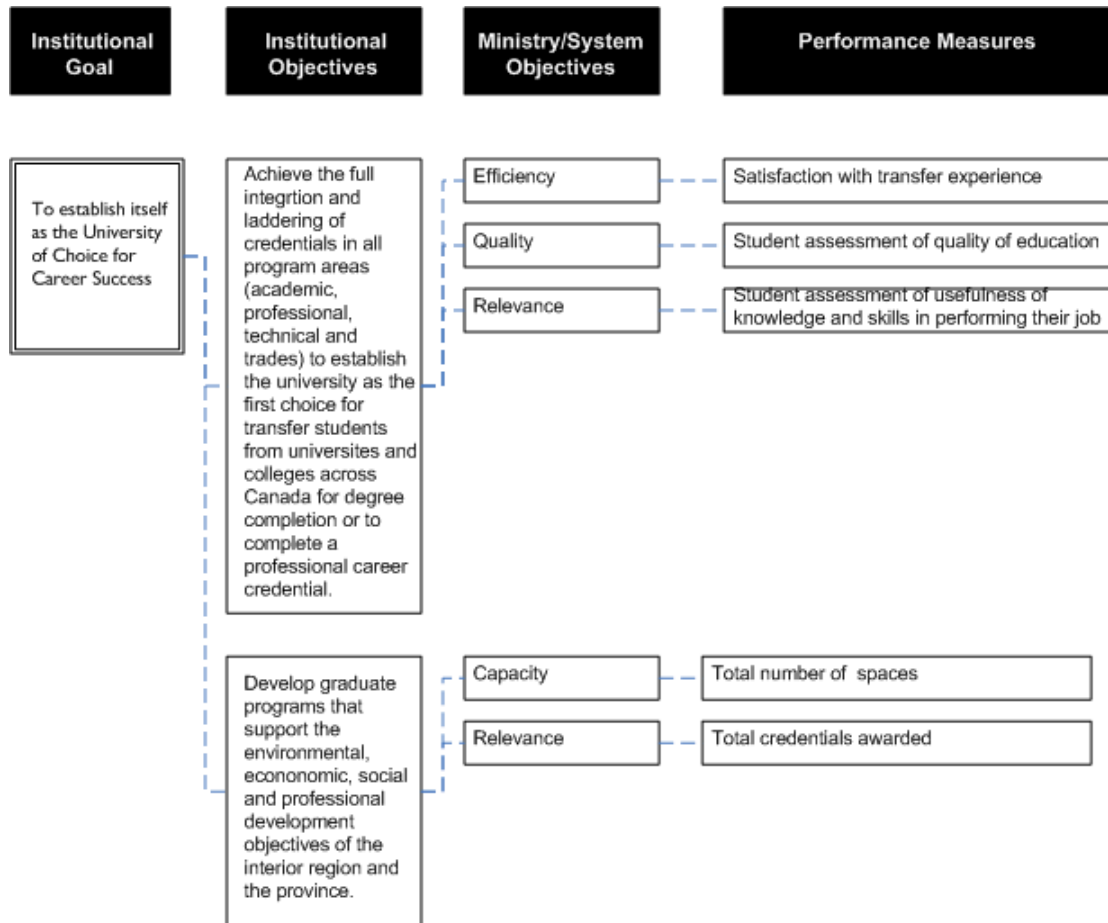 Institutional
Goal
Institutional
Objectives
Ministry/System
Objectives
Performance Measures
To establish itself
as the University
of Choice for
Career Success
Achieve the full
integrtion and
laddering of
credentials in all
program areas
(academic,
professional,
technical and
trades) to establish
the university as the
first choice for
transfer students
from universites and
colleges across
Canada for degree
completion or to
complete a
professional career
credential.
Efficiency
Satisfaction with transfer experience
Quality
Student assessment of quality of education
Relevance
Student assessment of usefulness of
knowledge and skills in performing their job
Develop graduate
programs that
support the
environmental,
econonomic, social
and professional
development
objectives of the
interior region and
the province.
Capacity
Total number of  spaces
Relevance
Total credentials awarded